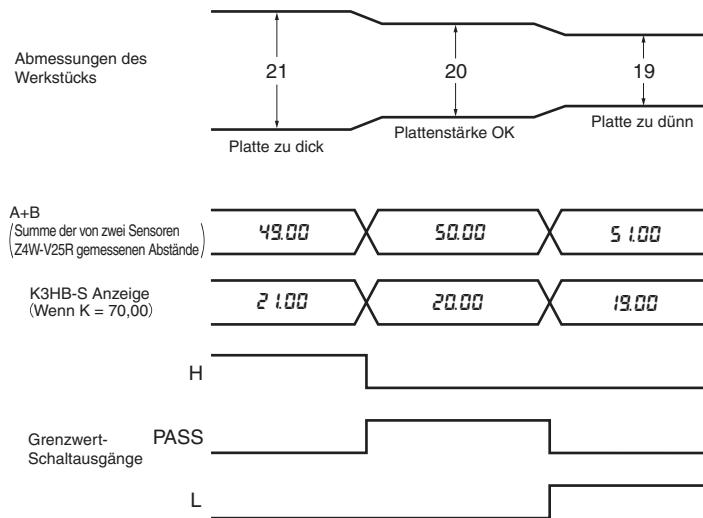 Abmessungen des
Werkstücks
21
20
19
Platte zu dick
Plattenstärke OK
Platte zu dünn
A+B
(Summe der von zwei Sensoren
Z4W-V25R gemessenen Abstände)
49.00
50.00
51.00
K3HB-S Anzeige
(Wenn K = 70,00)
21.00
20.00
19.00
H
Grenzwert-
Schaltausgänge
PASS
L